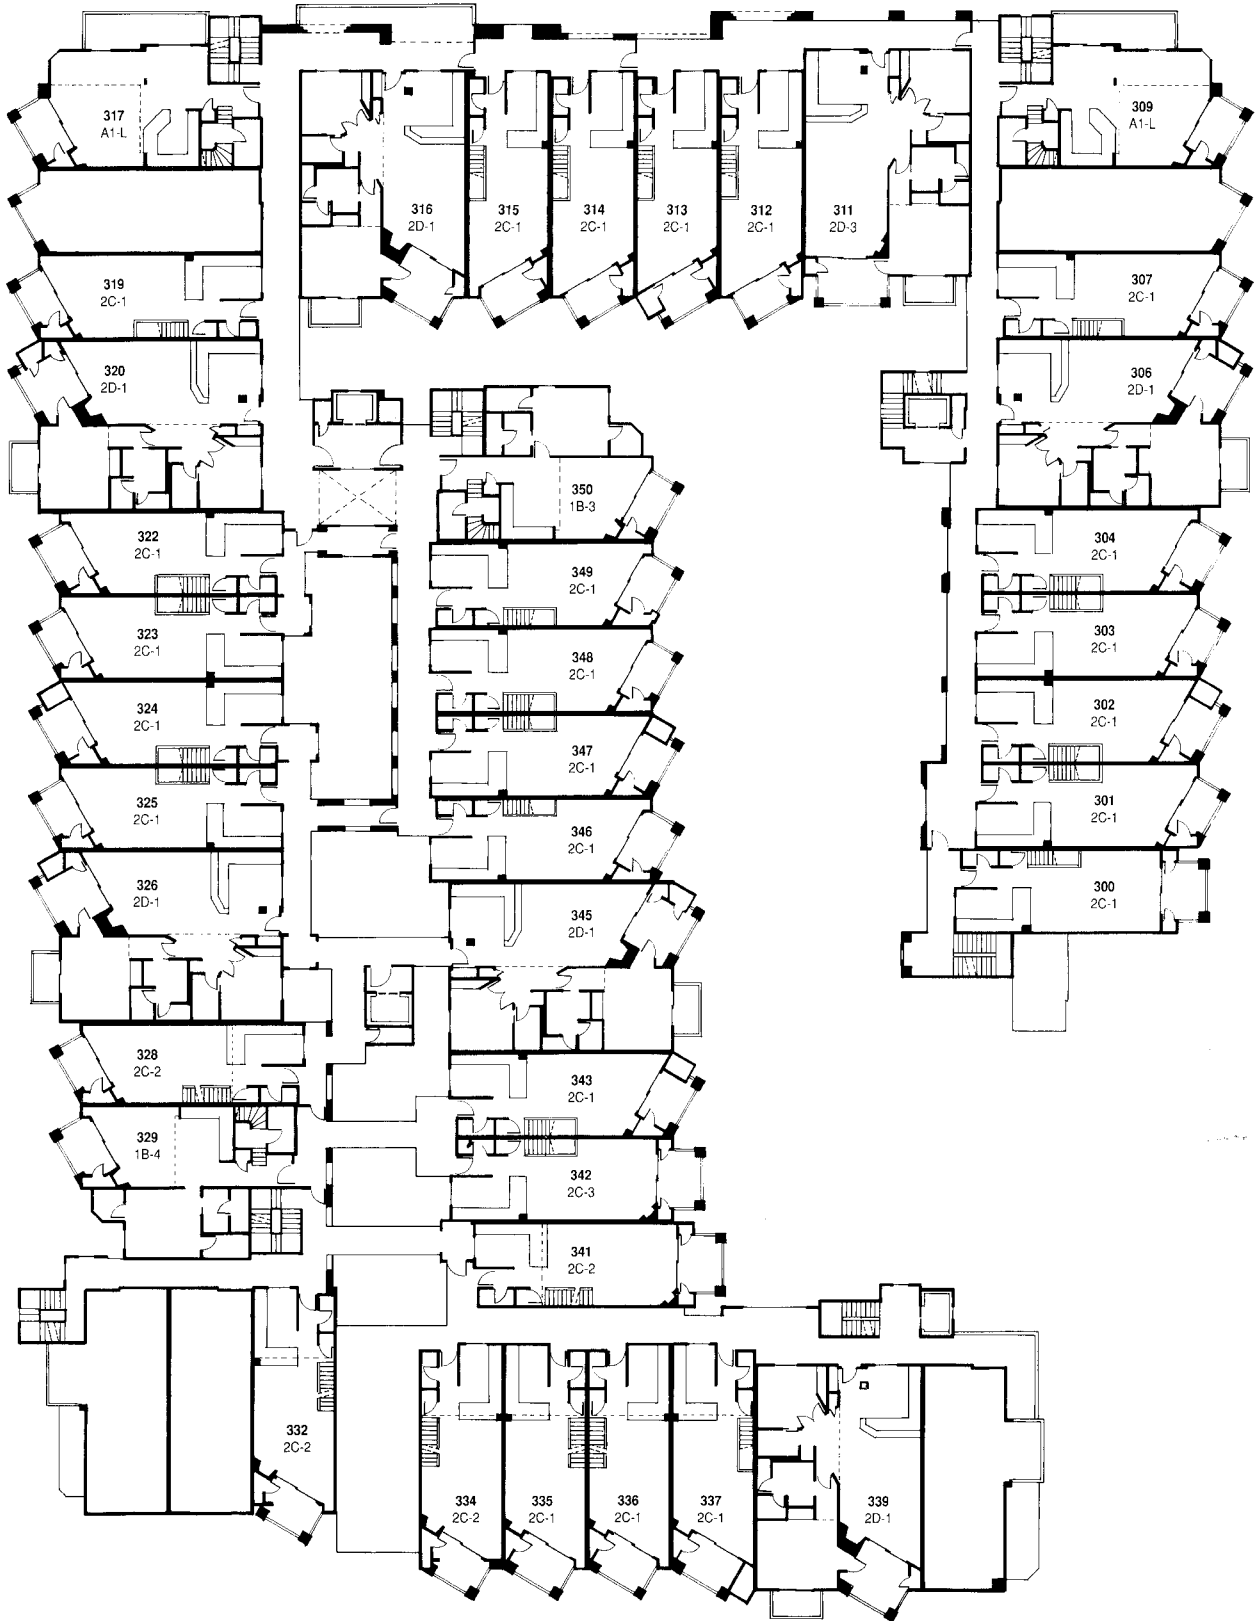 317
A1-L
309
A1-L
316
2D-1
315
2C-1
314
2C-1
313
2C-1
312
2C-1
311
2D-3
319
2C-1
307
2C-1
320
2D-1
306
2D-1
350
1B-3
322
2C-1
304
2C-1
349
2C-1
323
2C-1
303
2C-1
348
2C-1
324
2C-1
302
2C-1
347
2C-1
325
2C-1
301
2C-1
346
2C-1
326
2D-1
300
2C-1
345
2D-1
328
2C-2
343
2C-1
329
1B-4
342
2C-3
341
2C-2
332
2C-2
334
2C-2
335
2C-1
336
2C-1
337
2C-1
339
2D-1